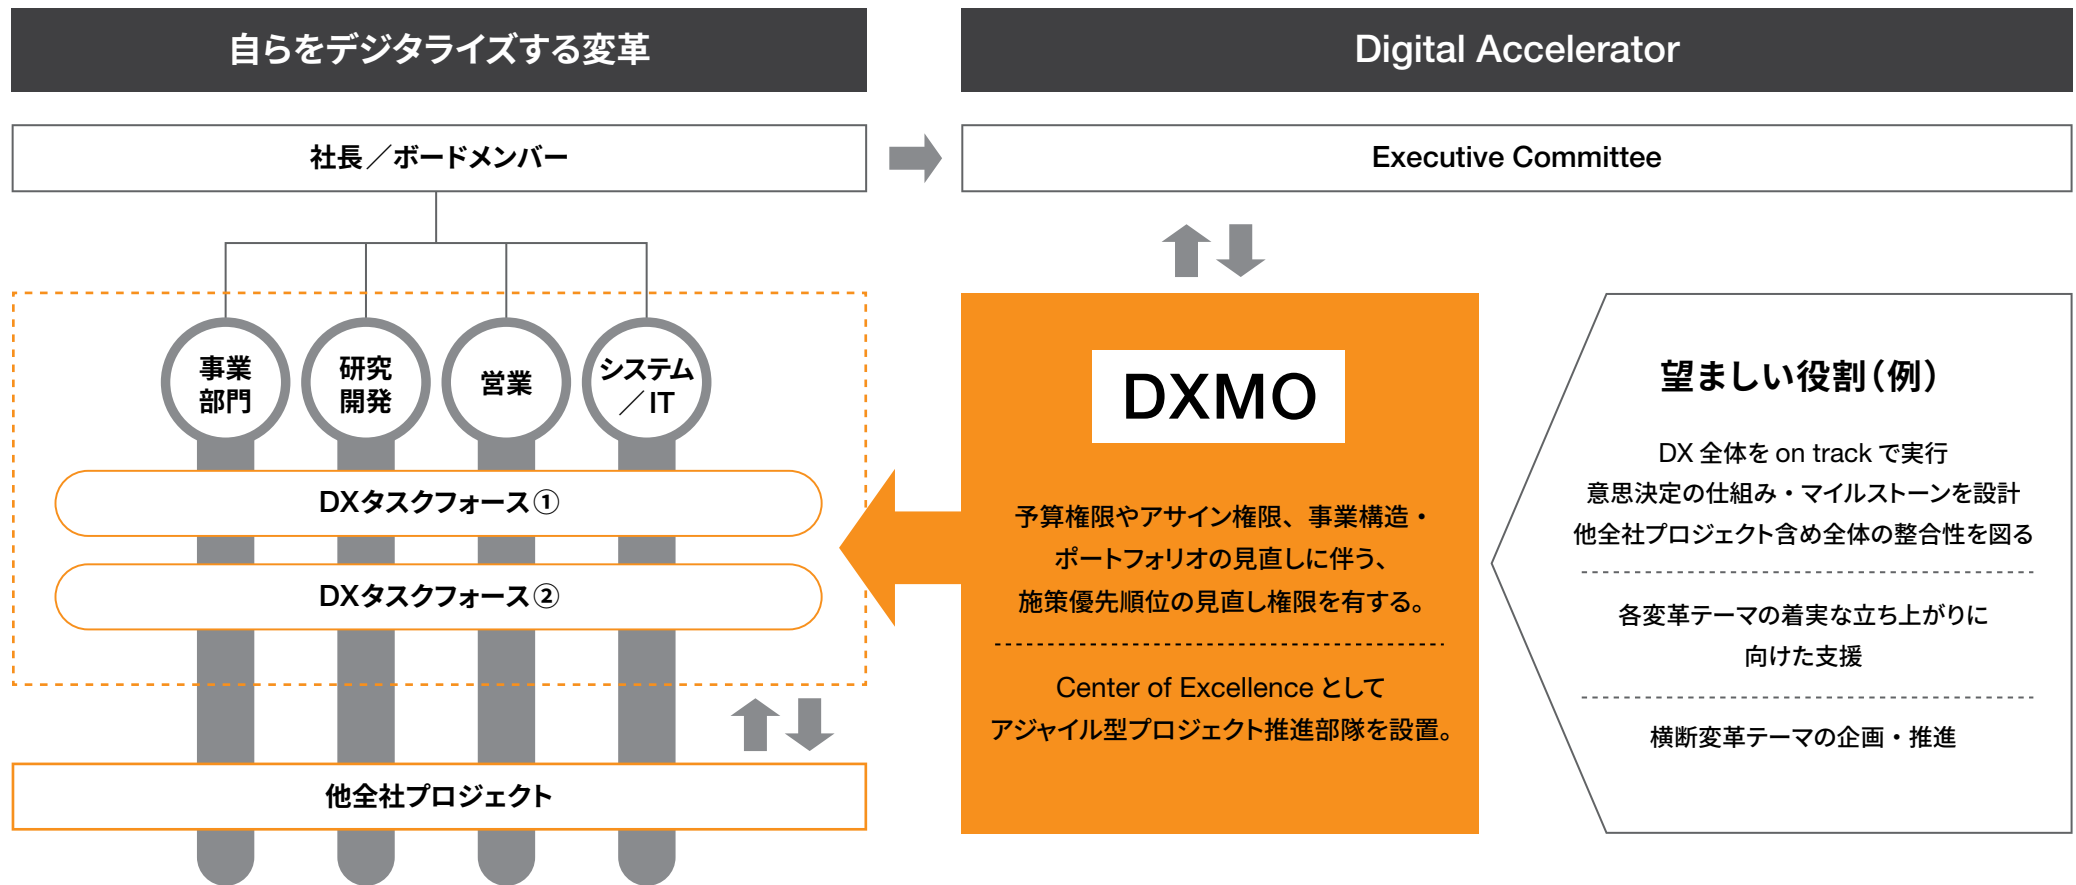 自らをデジタライズする変革
Digital Accelerator
社長／ボードメンバー
Executive Committee
事業
部門
研究
開発
営業
システム
／IT
DXタスクフォース①
DXタスクフォース②
他全社プロジェクト
DXMO
予算権限やアサイン権限、事業構造・
ポートフォリオの見直しに伴う、
施策優先順位の見直し権限を有する。
Center of Excellence として
アジャイル型プロジェクト推進部隊を設置。
望ましい役割（例）
DX 全体を on track で実行
意思決定の仕組み・マイルストーンを設計
他全社プロジェクト含め全体の整合性を図る
各変革テーマの着実な立ち上がりに
向けた支援
横断変革テーマの企画・推進